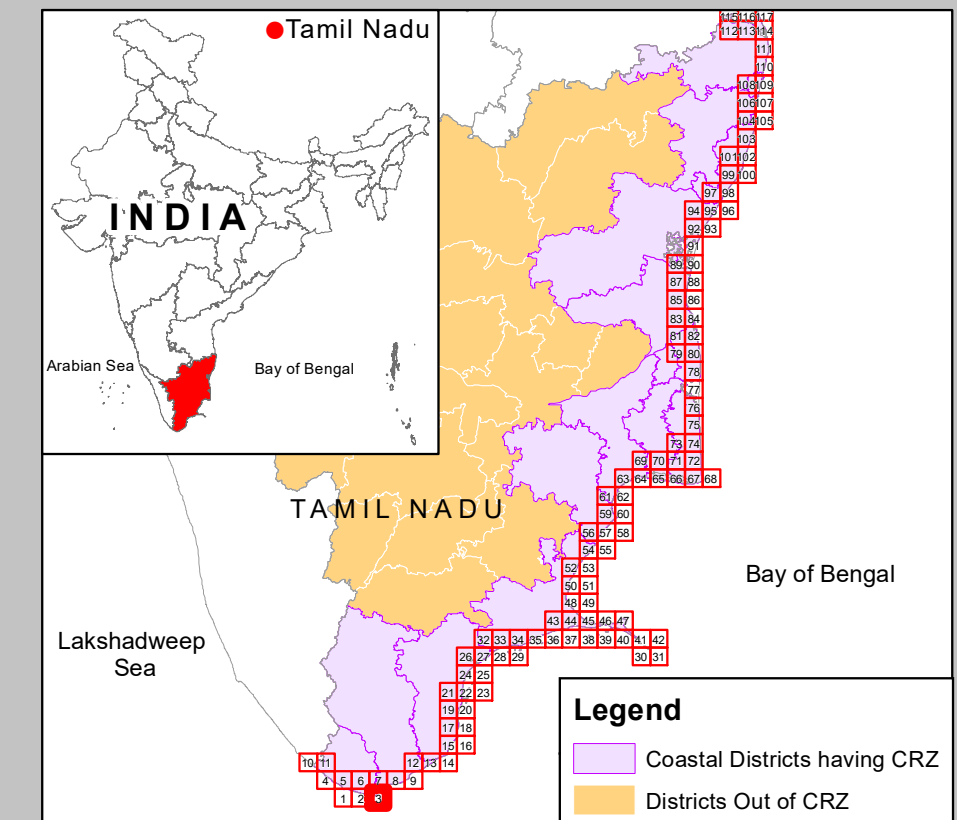 Tamil Nadu
INDIA
Arabian Sea
Bay of Bengal
115 116 117
112 113 114
111
110
108 109
106 107
104 105
103
101 102
99 100
97 98
94 95 96
92 93
91
89 90
87 88
85 86
83 84
81 82
79 80
78
77
76
75
73 74
69 70 71 72
63 64 65 66 67 68
61 62
TAMIL NADU
59 60
56 57 58
54 55
52 53
Bay of Bengal
50 51
48 49
43 44 45 46 47
Lakshadweep
Sea
32 33 34 35 36 37 38 39 40 41 42
26 27 28 29 30 31
24 25
21 22 23
19 20
17 18
15 16
10 11 12 13 14
4 5 6 7 8 9
1 2 3
Legend
Coastal Districts having CRZ
Districts Out of CRZ